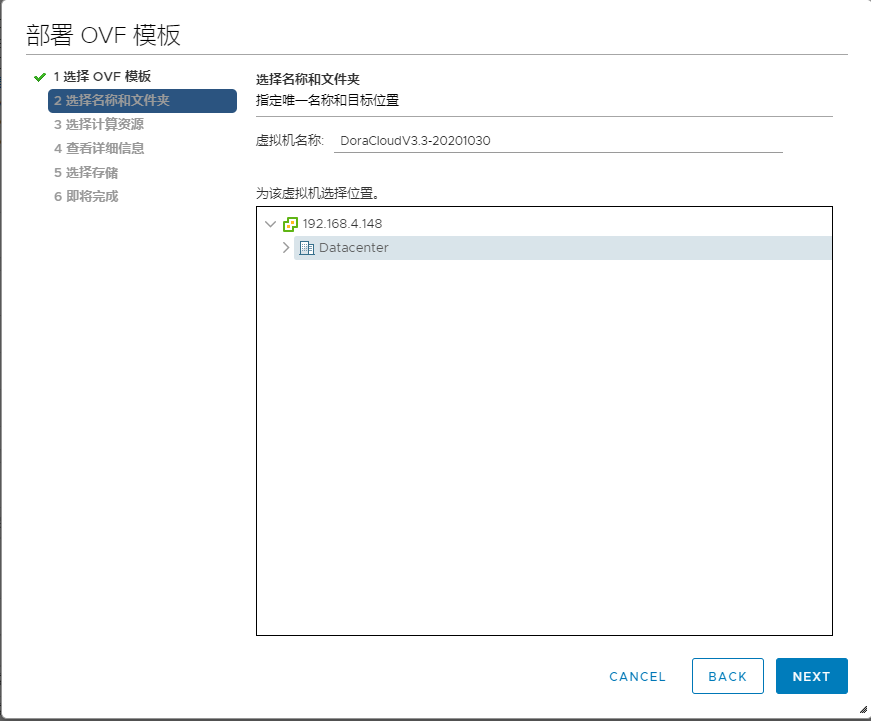 部署 OVF 模板
1 选择 OVF 模板
2 选择名称和文件夹
3 选择计算资源
4 查看详细信息
5 选择存储
6 即将完成
选择名称和文件夹
指定唯一名称和目标位置
虚拟机名称: DoraCloudV3.3-20201030
为该虚拟机选择位置。
192.168.4.148
Datacenter
CANCEL BACK NEXT